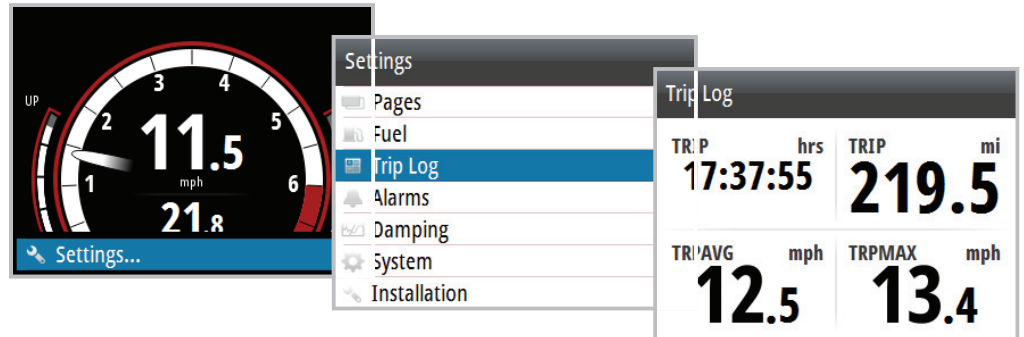 UP
1
2
3
4
5
6
11.5
mph
21.8
Settings...
Settings
Pages
Fuel
Trip Log
Alarms
Damping
System
Installation
Trip Log
TRIP hrs
17:37:55
TRIP mi
219.5
TRPAVG mph
12.5
TRPMAX mph
13.4